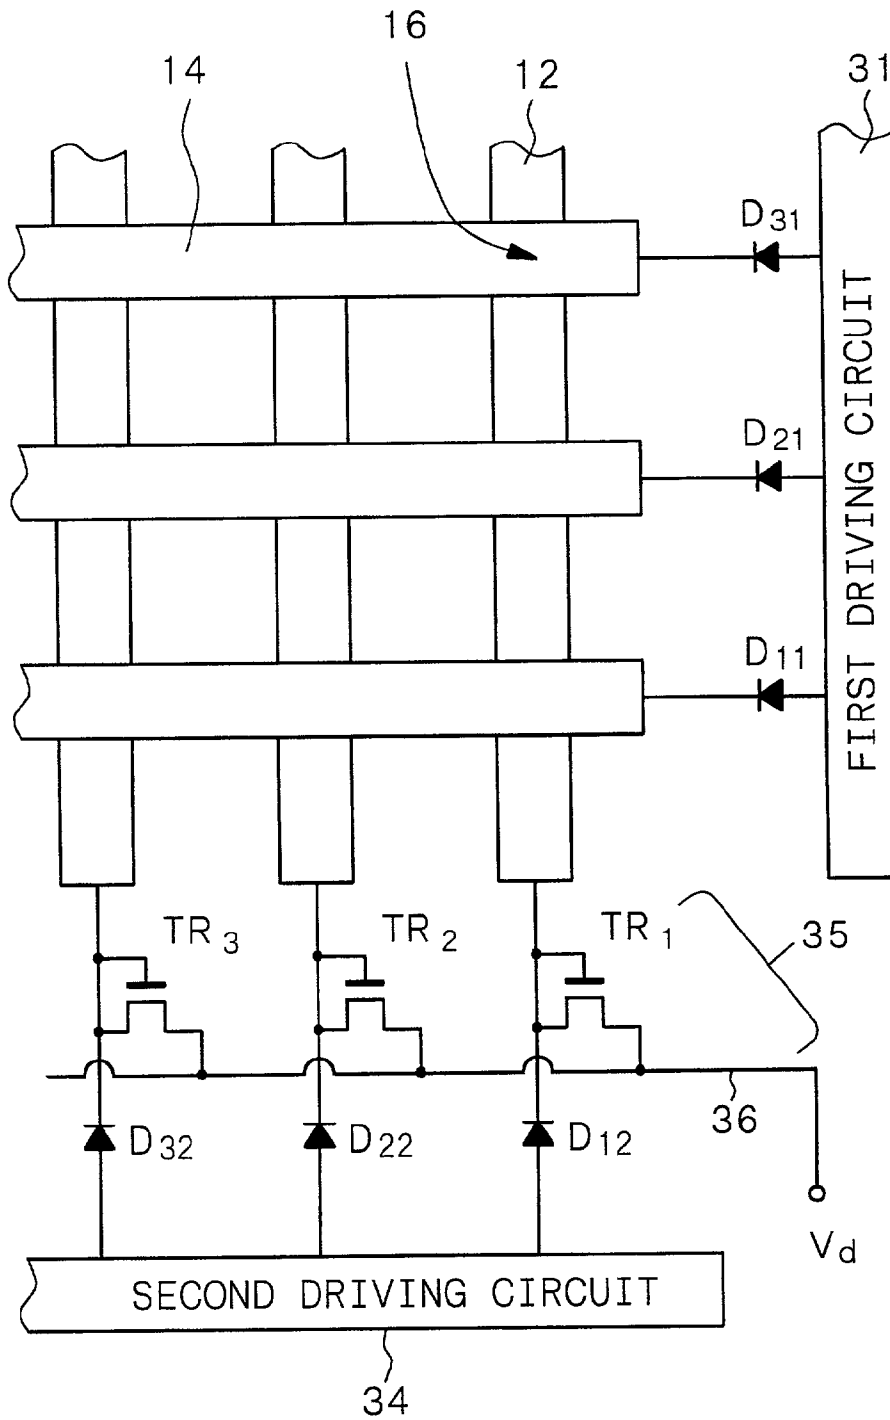 16
14
12
31
D31
D21
D11
FIRST DRIVING CIRCUIT
TR3
TR2
TR1
35
36
D32
D22
D12
Vd
SECOND DRIVING CIRCUIT
34